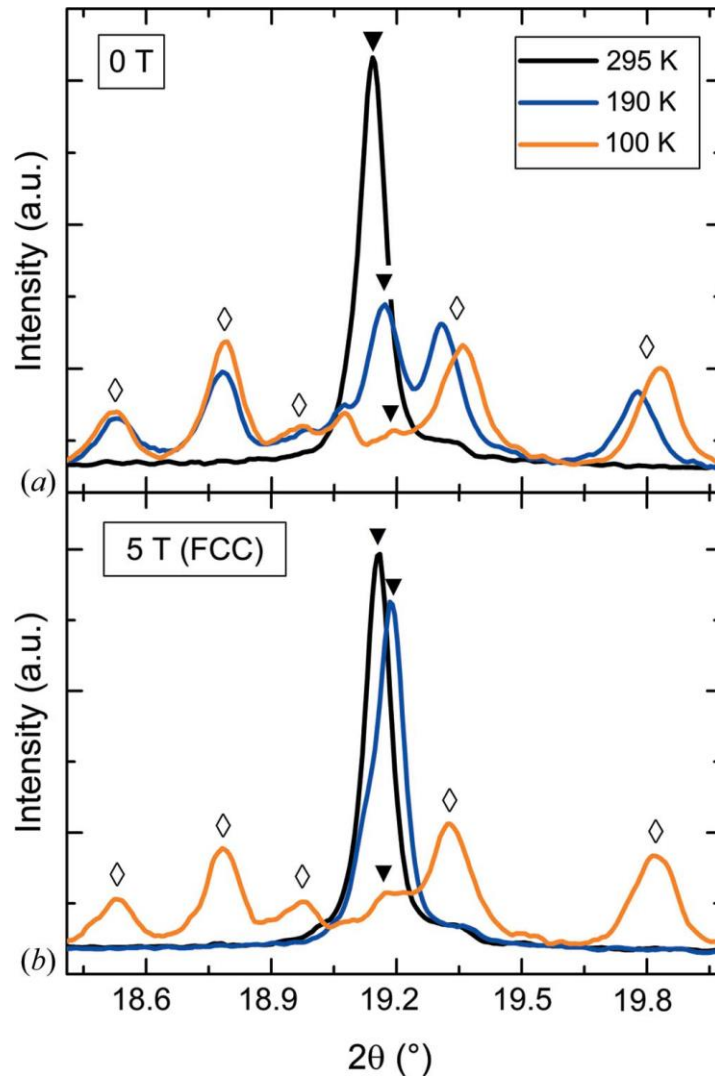 0 T
295 K
190 K
100 K
Intensity (a.u.)
(a)
5 T (FCC)
Intensity (a.u.)
(b)
18.6 18.9 19.2 19.5 19.8
2θ (°)